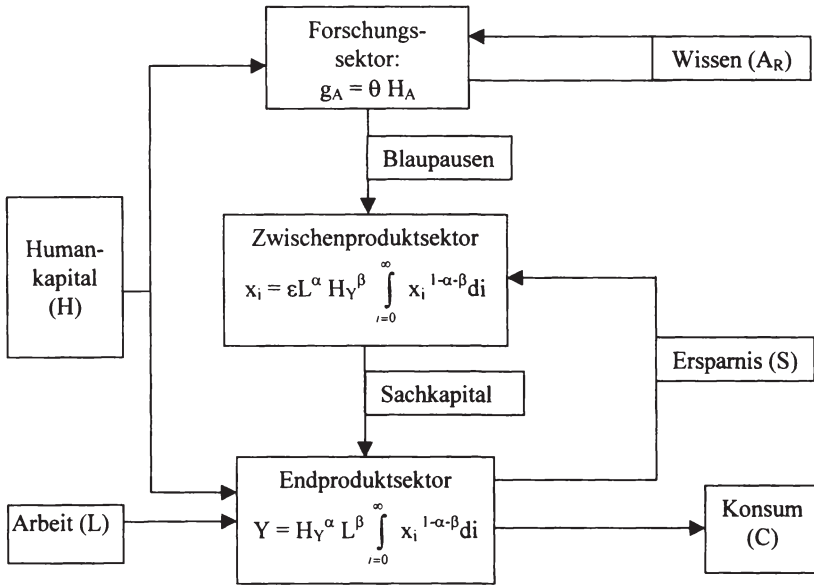 Forschungs-
sektor:
g_A = θ H_A
Wissen (A_R)
Blaupausen
Human-
kapital
(H)
Zwischenproduktsektor
x_i = εL^α H_Y^β ∫_{i=0}^{∞} x_i^{1-α-β} di
Ersparnis (S)
Sachkapital
Endproduktsektor
Y = H_Y^α L^β ∫_{i=0}^{∞} x_i^{1-α-β} di
Arbeit (L)
Konsum
(C)